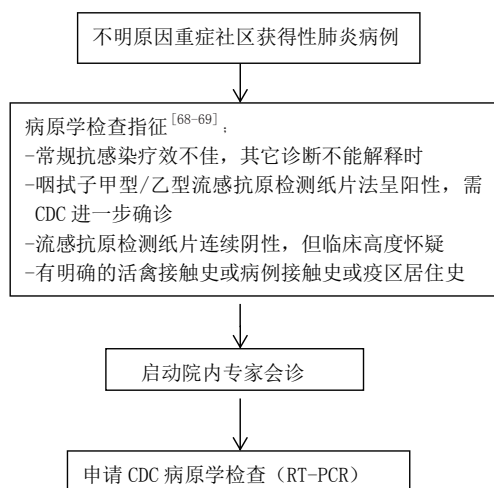 不明原因重症社区获得性肺炎病例
病原学检查指征[68-69]:
-常规抗感染疗效不佳，其它诊断不能解释时
-咽拭子甲型/乙型流感抗原检测纸片法呈阳性，需
CDC 进一步确诊
-流感抗原检测纸片连续阴性，但临床高度怀疑
-有明确的活禽接触史或病例接触史或疫区居住史
启动院内专家会诊
申请 CDC 病原学检查（RT-PCR）